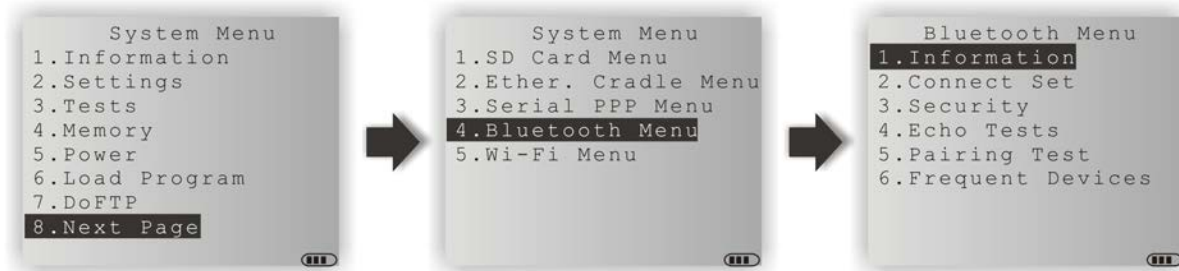 System Menu
1.Information
2.Settings
3.Tests
4.Memory
5.Power
6.Load Program
7.DoFTP
8.Next Page
System Menu
1.SD Card Menu
2.Ether. Cradle Menu
3.Serial PPP Menu
4.Bluetooth Menu
5.Wi-Fi Menu
Bluetooth Menu
1.Information
2.Connect Set
3.Security
4.Echo Tests
5.Pairing Test
6.Frequent Devices